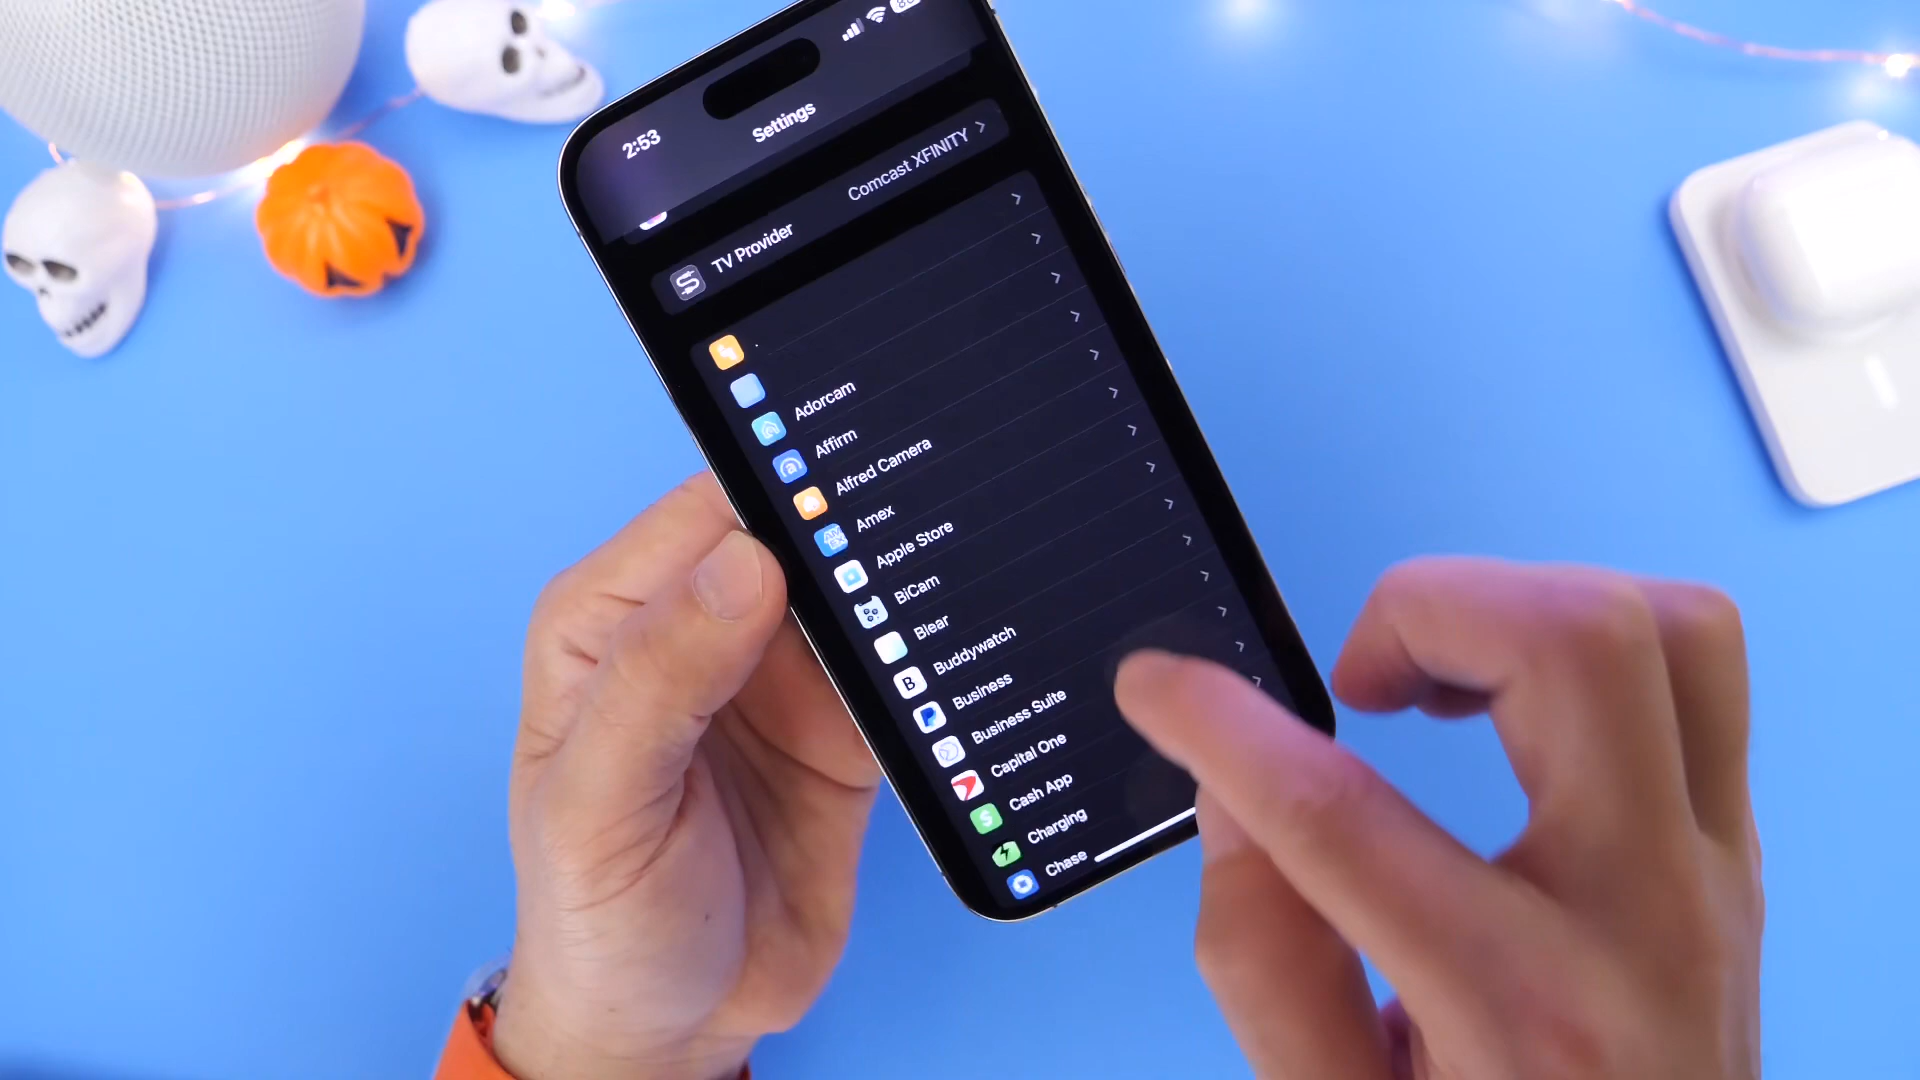 2:53
Settings
TV Provider
Comcast XFINITY
Adorcam
Affirm
Alfred Camera
Amex
Apple Store
BiCam
Blear
Buddywatch
Business
Business Suite
Capital One
Cash App
Charging
Chase